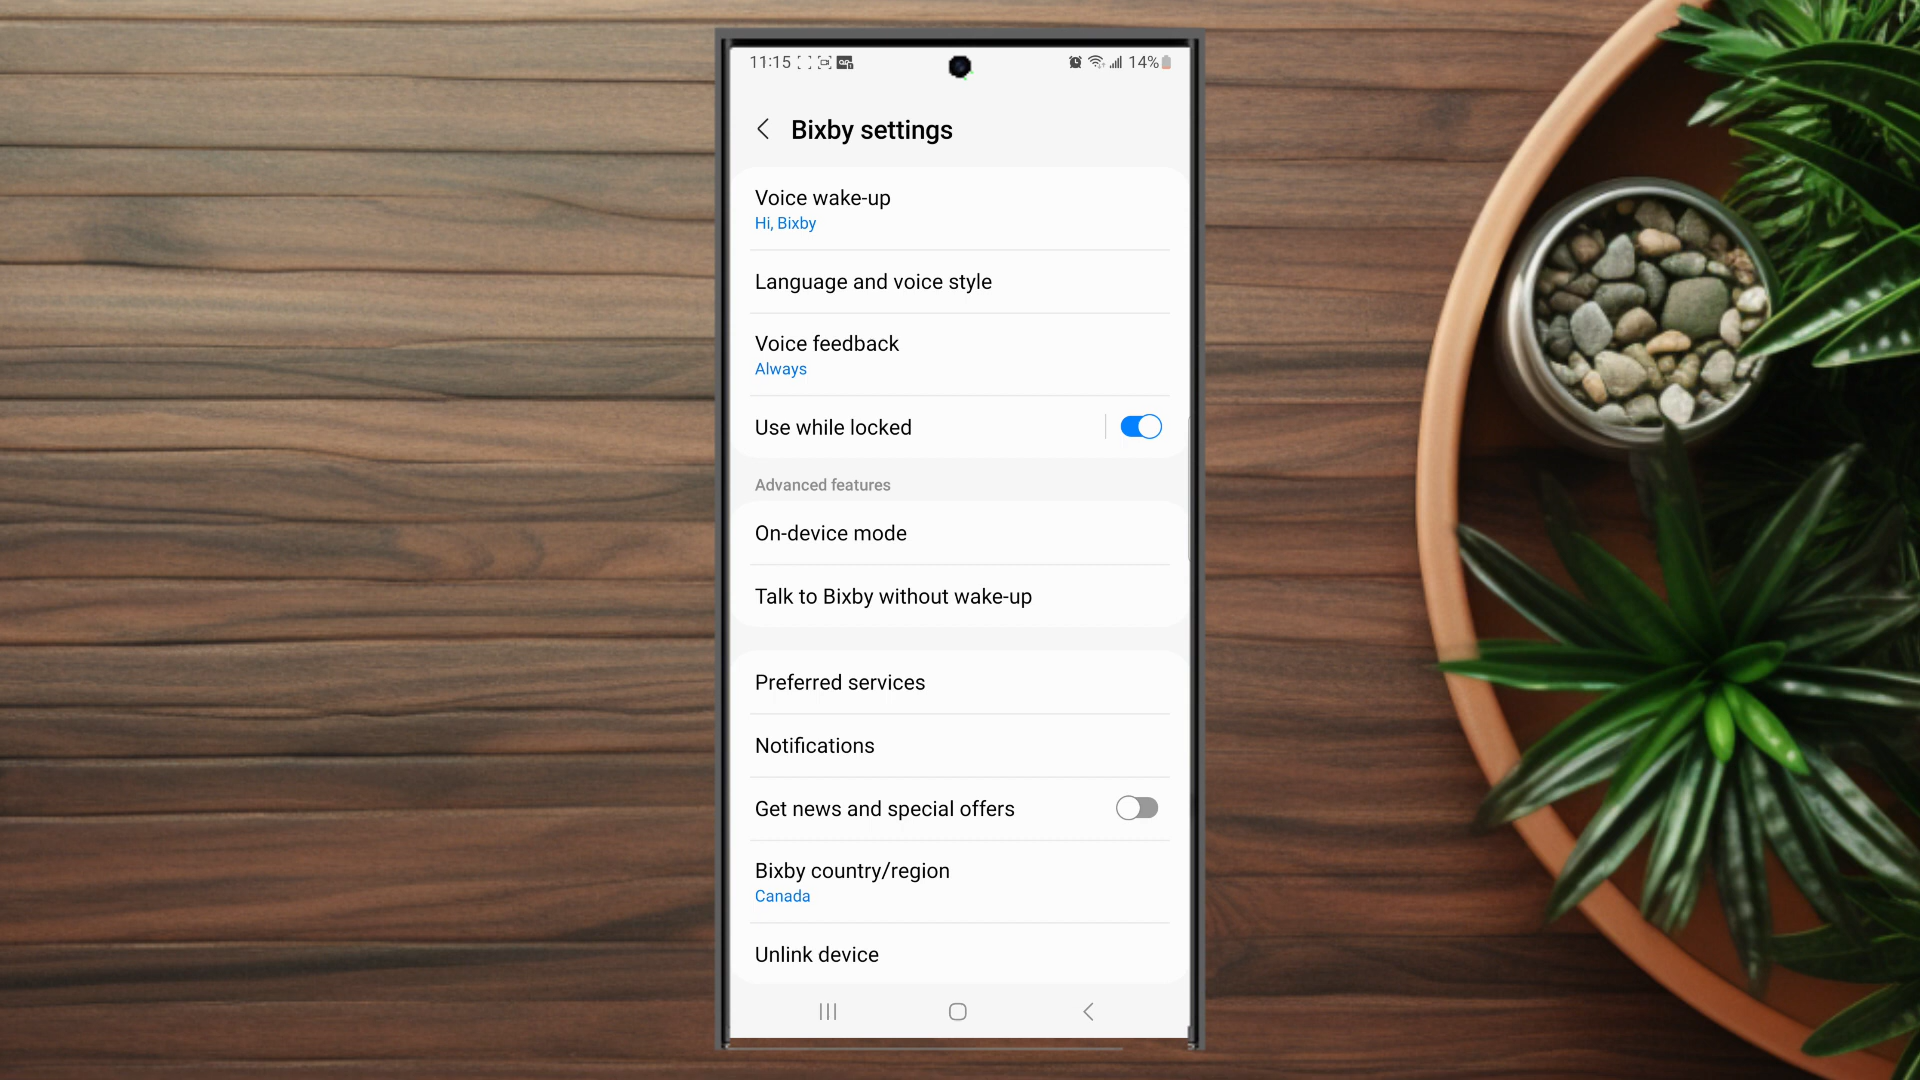 11:15 14%
Bixby settings
Voice wake-up
Hi, Bixby
Language and voice style
Voice feedback
Always
Use while locked
Advanced features
On-device mode
Talk to Bixby without wake-up
Preferred services
Notifications
Get news and special offers
Bixby country/region
Canada
Unlink device